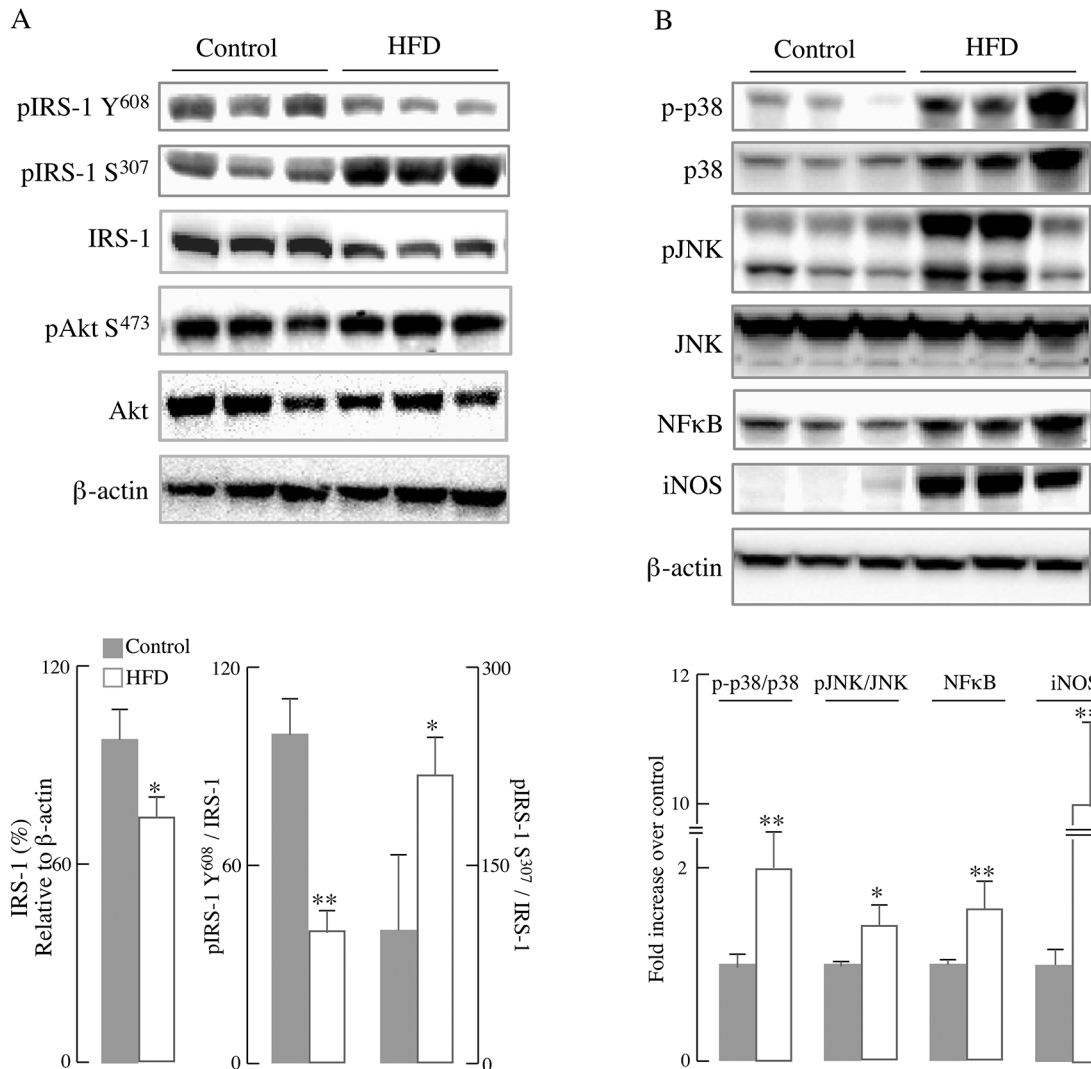 A
Control HFD
pIRS-1 Y608
pIRS-1 S307
IRS-1
pAkt S473
Akt
β-actin
Control
HFD
120
60
0
IRS-1 (%)
Relative to β-actin
*
120
60
0
pIRS-1 Y608 / IRS-1
**
*
300
150
0
pIRS-1 S307 / IRS-1
B
Control HFD
p-p38
p38
pJNK
JNK
NFκB
iNOS
β-actin
12
10
2
0
Fold increase over control
p-p38/p38 pJNK/JNK NFκB iNOS
** * ** **